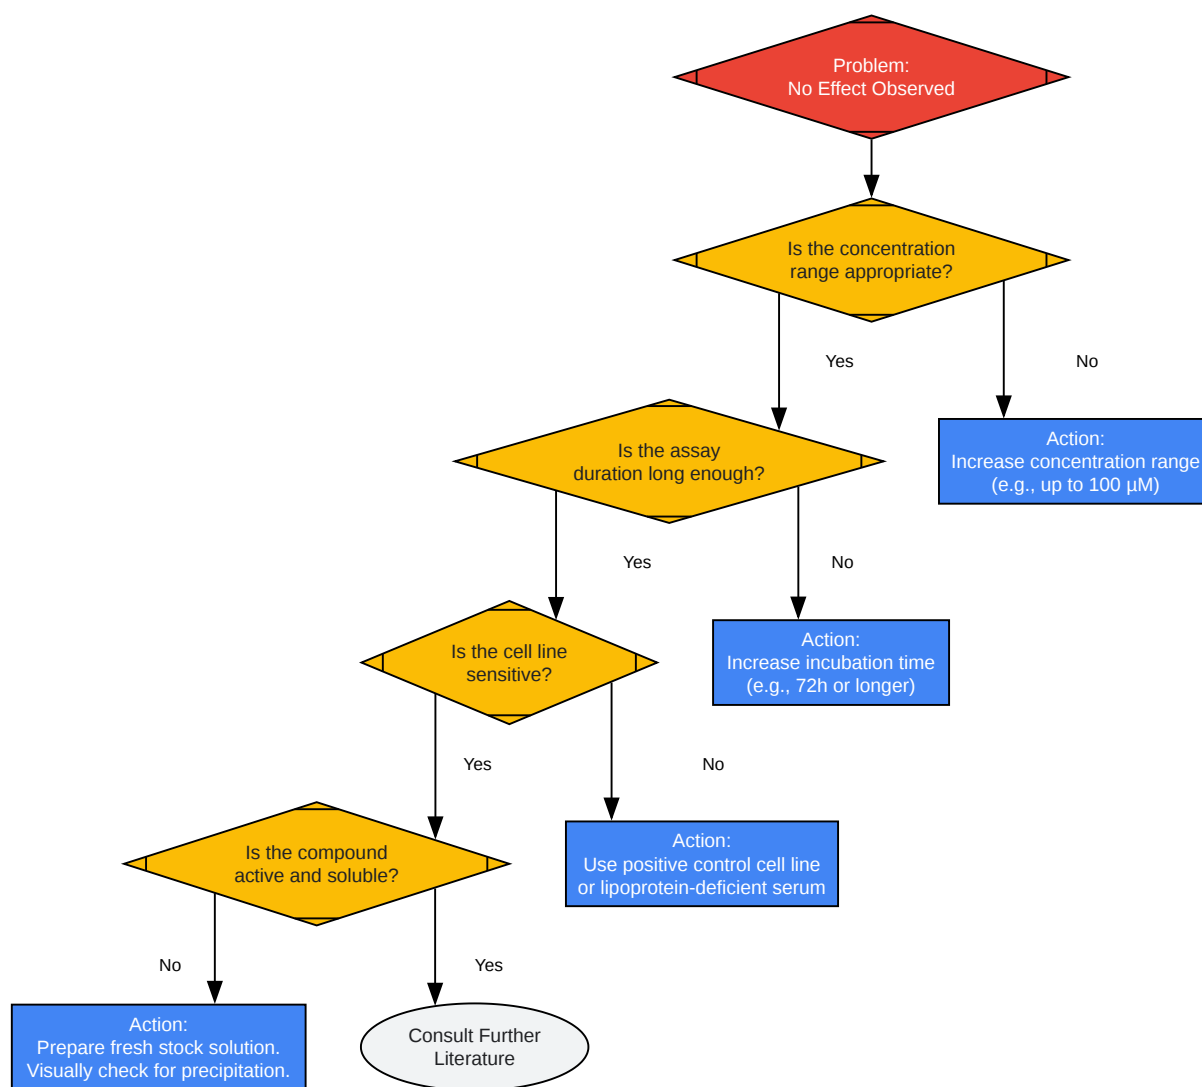 Problem:
No Effect Observed
Is the concentration
range appropriate?
Yes
No
Is the assay
duration long enough?
Action:
Increase concentration range
(e.g., up to 100 µM)
Yes
No
Is the cell line
sensitive?
Action:
Increase incubation time
(e.g., 72h or longer)
Yes
No
Is the compound
active and soluble?
Action:
Use positive control cell line
or lipoprotein-deficient serum
No
Yes
Action:
Prepare fresh stock solution.
Visually check for precipitation.
Consult Further
Literature